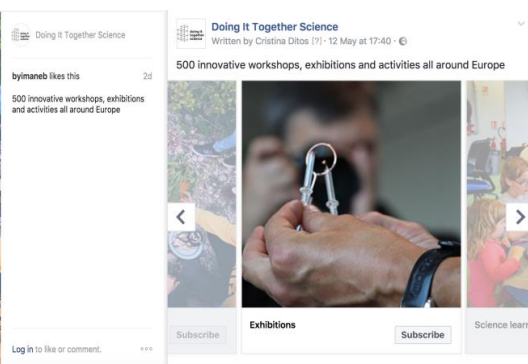 Doing It Together Science
byimaneb likes this 2d
500 innovative workshops, exhibitions
and activities all around Europe
Log in to like or comment.
Doing It Together Science
Written by Cristina Ditos [?] · 12 May at 17:40 ·
500 innovative workshops, exhibitions and activities all around Europe
Subscribe
Exhibitions
Subscribe
Science learn